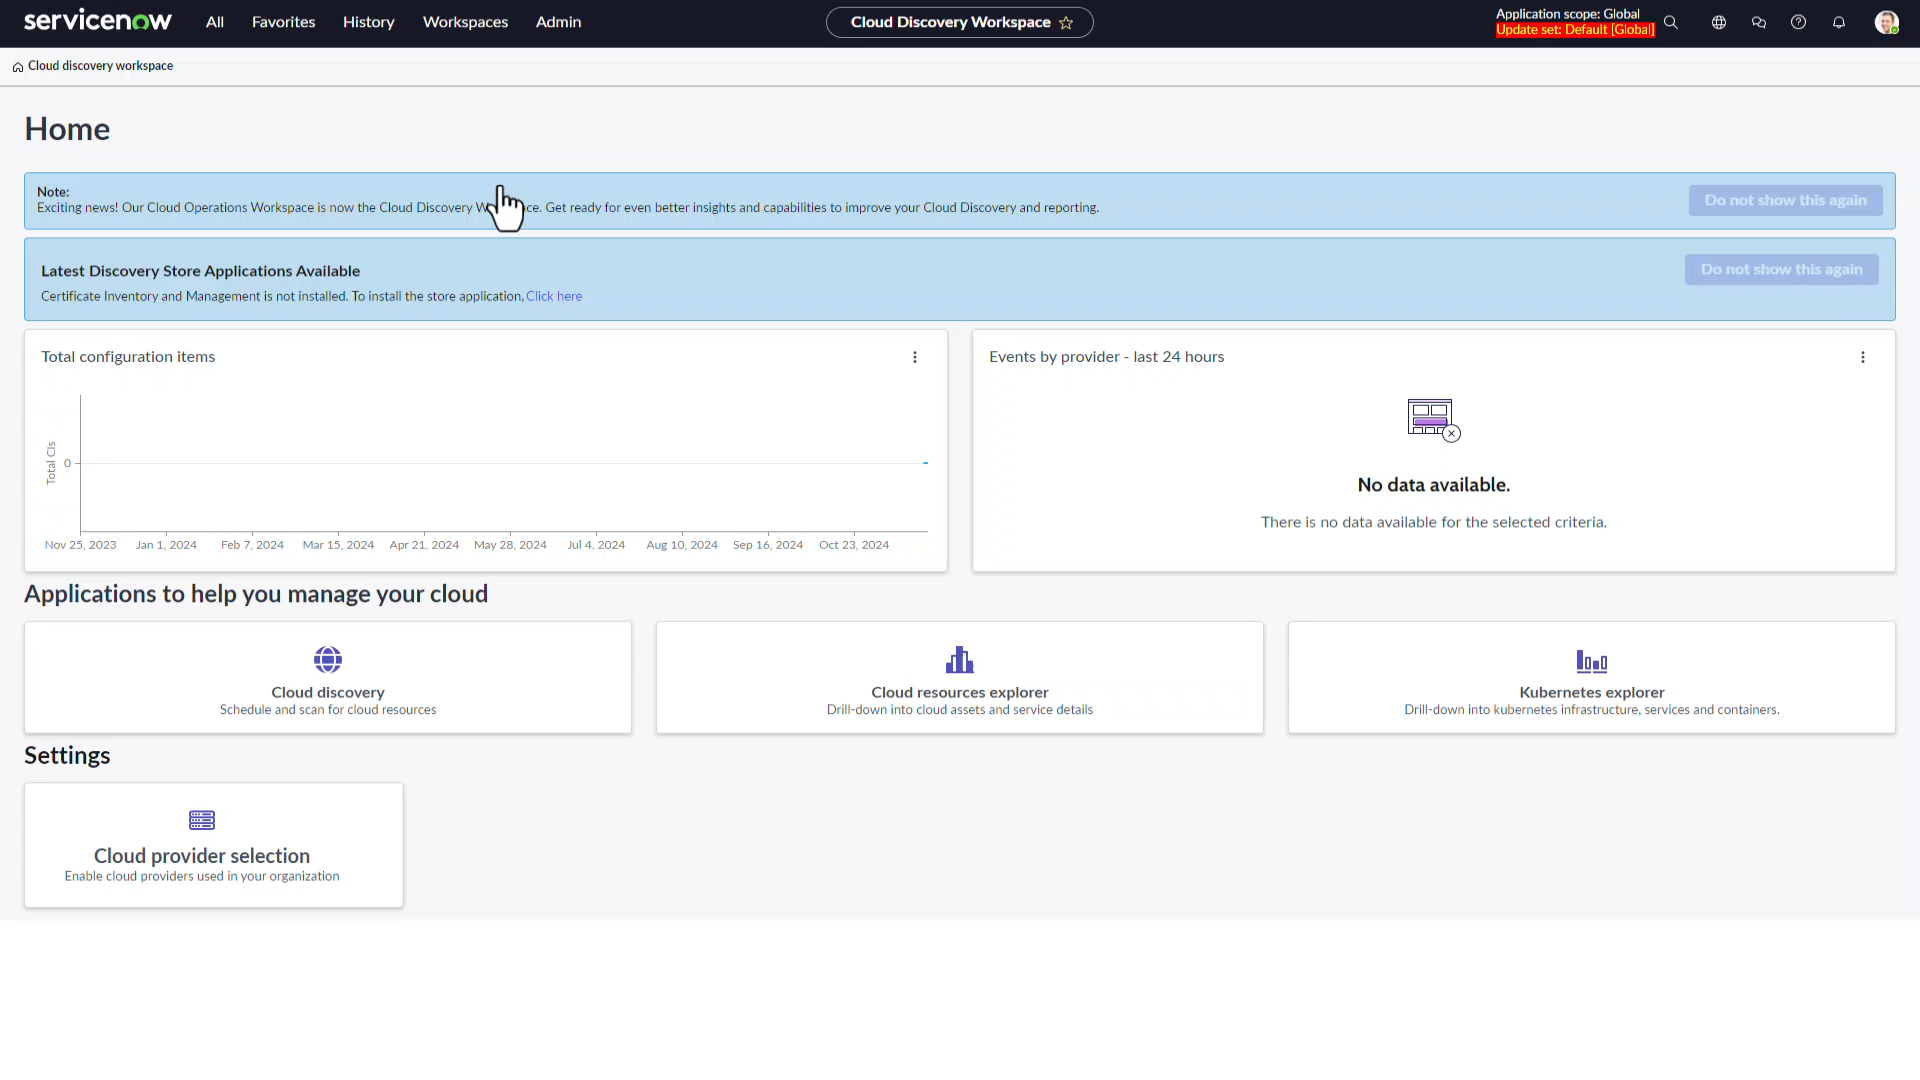 servicenow
All
Favorites
History
Workspaces
Admin
Cloud Discovery Workspace
Application scope: Global
Update set: Default [Global]
Cloud discovery workspace
Home
Note:
Exciting news! Our Cloud Operations Workspace is now the Cloud Discovery W ce. Get ready for even better insights and capabilities to improve your Cloud Discovery and reporting.
Do not show this again
Latest Discovery Store Applications Available
Certificate Inventory and Management is not installed. To install the store application, Click here
Do not show this again
Total configuration items
Total CIs
0
Nov 25, 2023
Jan 1, 2024
Feb 7, 2024
Mar 15, 2024
Apr 21, 2024
May 28, 2024
Jul 4, 2024
Aug 10, 2024
Sep 16, 2024
Oct 23, 2024
Events by provider - last 24 hours
No data available.
There is no data available for the selected criteria.
Applications to help you manage your cloud
Cloud discovery
Schedule and scan for cloud resources
Cloud resources explorer
Drill-down into cloud assets and service details
Kubernetes explorer
Drill-down into kubernetes infrastructure, services and containers.
Settings
Cloud provider selection
Enable cloud providers used in your organization